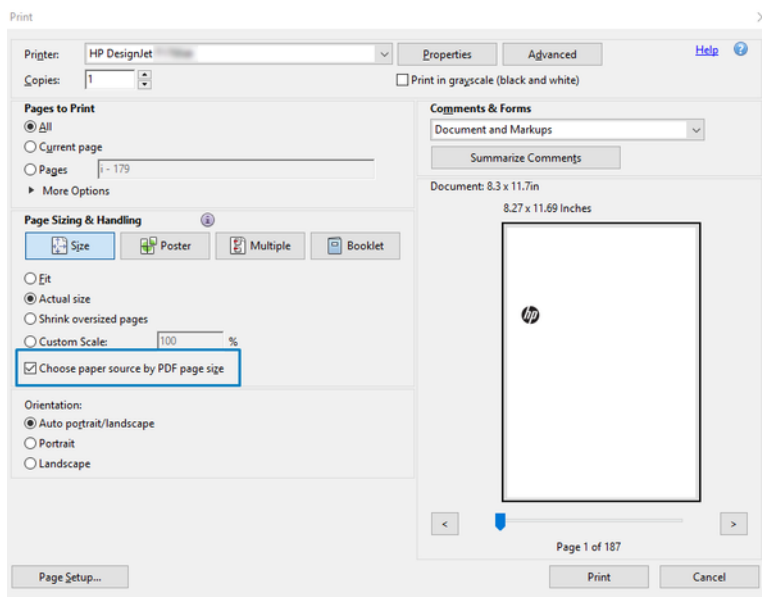 Print
Printer: HP DesignJet
Properties
Advanced
Help
Copies: 1
Print in grayscale (black and white)
Pages to Print
All
Current page
Pages i - 179
More Options
Comments & Forms
Document and Markups
Summarize Comments
Page Sizing & Handling
Size
Poster
Multiple
Booklet
Fit
Actual size
Shrink oversized pages
Custom Scale: 100 %
Choose paper source by PDF page size
Orientation:
Auto portrait/landscape
Portrait
Landscape
Document: 8.3 x 11.7in
8.27 x 11.69 Inches
hp
<
>
Page 1 of 187
Page Setup...
Print
Cancel